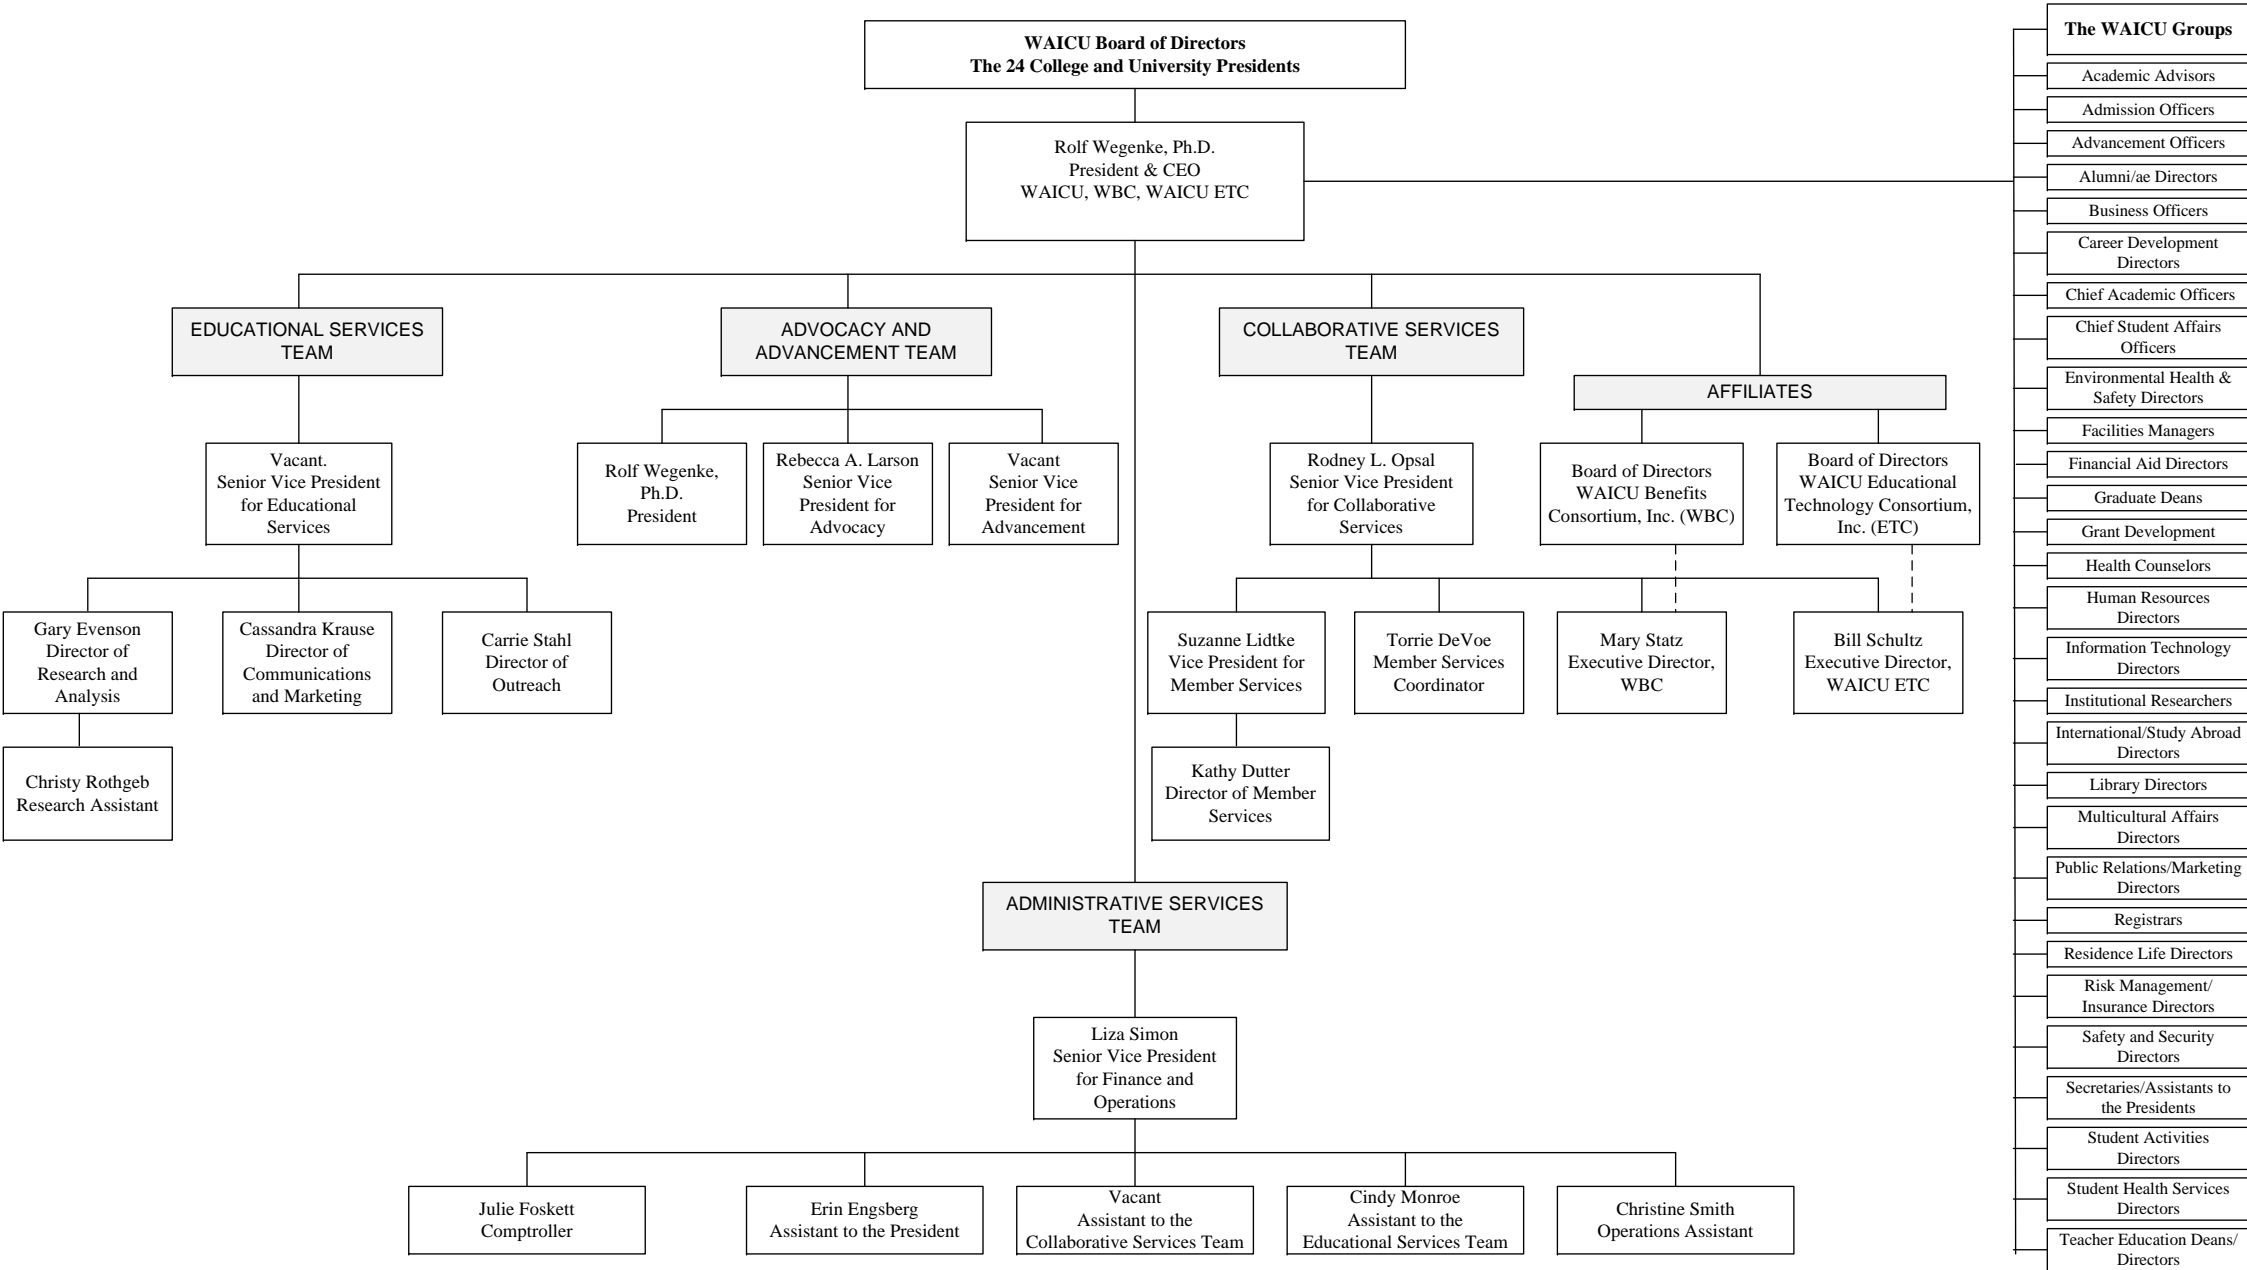 WAICU Board of Directors
The 24 College and University Presidents
Rolf Wegenke, Ph.D.
President & CEO
WAICU, WBC, WAICU ETC
EDUCATIONAL SERVICES
TEAM
ADVOCACY AND
ADVANCEMENT TEAM
COLLABORATIVE SERVICES
TEAM
AFFILIATES
Vacant.
Senior Vice President
for Educational
Services
Rolf Wegenke,
Ph.D.
President
Rebecca A. Larson
Senior Vice
President for
Advocacy
Vacant
Senior Vice
President for
Advancement
Rodney L. Opsal
Senior Vice President
for Collaborative
Services
Board of Directors
WAICU Benefits
Consortium, Inc. (WBC)
Board of Directors
WAICU Educational
Technology Consortium,
Inc. (ETC)
Gary Evenson
Director of
Research and
Analysis
Cassandra Krause
Director of
Communications
and Marketing
Carrie Stahl
Director of
Outreach
Suzanne Lidtke
Vice President for
Member Services
Torrie DeVoe
Member Services
Coordinator
Mary Statz
Executive Director,
WBC
Bill Schultz
Executive Director,
WAICU ETC
Christy Rothgeb
Research Assistant
Kathy Dutter
Director of Member
Services
ADMINISTRATIVE SERVICES
TEAM
Liza Simon
Senior Vice President
for Finance and
Operations
Julie Foskett
Comptroller
Erin Engsberg
Assistant to the President
Vacant
Assistant to the
Collaborative Services Team
Cindy Monroe
Assistant to the
Educational Services Team
Christine Smith
Operations Assistant
The WAICU Groups
Academic Advisors
Admission Officers
Advancement Officers
Alumni/ae Directors
Business Officers
Career Development
Directors
Chief Academic Officers
Chief Student Affairs
Officers
Environmental Health &
Safety Directors
Facilities Managers
Financial Aid Directors
Graduate Deans
Grant Development
Health Counselors
Human Resources
Directors
Information Technology
Directors
Institutional Researchers
International/Study Abroad
Directors
Library Directors
Multicultural Affairs
Directors
Public Relations/Marketing
Directors
Registrars
Residence Life Directors
Risk Management/
Insurance Directors
Safety and Security
Directors
Secretaries/Assistants to
the Presidents
Student Activities
Directors
Student Health Services
Directors
Teacher Education Deans/
Directors